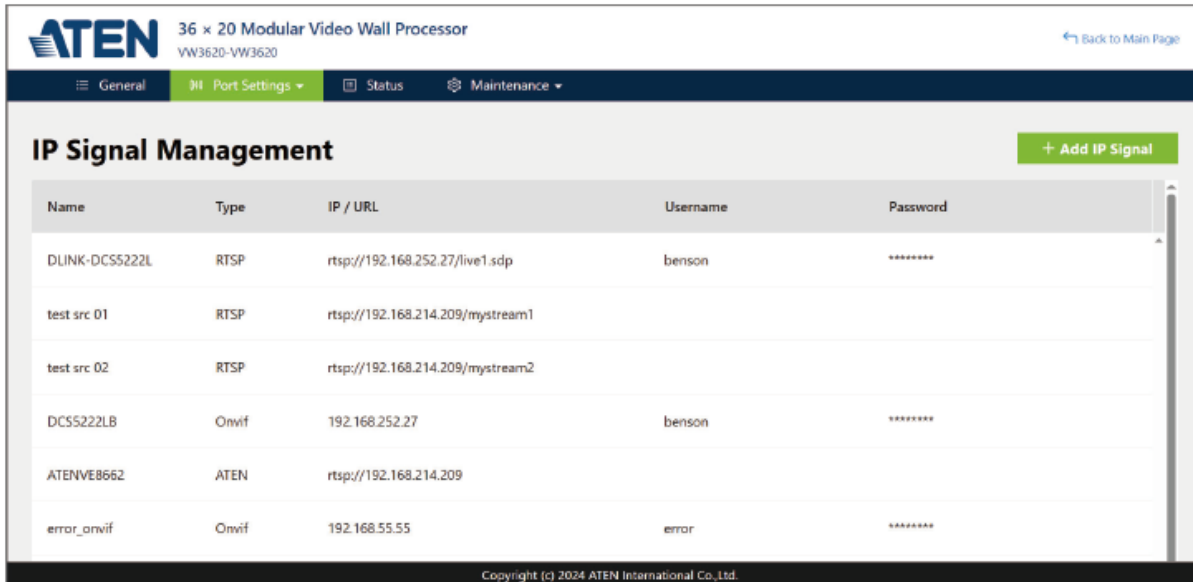 ATEN 36 × 20 Modular Video Wall Processor
VW3620-VW3620
Back to Main Page
General Port Settings Status Maintenance
IP Signal Management
+ Add IP Signal
Name Type IP / URL Username Password
DLINK-DCS5222L RTSP rtsp://192.168.252.27/live1.sdp benson ********
test src 01 RTSP rtsp://192.168.214.209/mystream1
test src 02 RTSP rtsp://192.168.214.209/mystream2
DCS5222LB Onvif 192.168.252.27 benson ********
ATENVE8662 ATEN rtsp://192.168.214.209
error_onvif Onvif 192.168.55.55 error ********
Copyright (c) 2024 ATEN International Co.,Ltd.